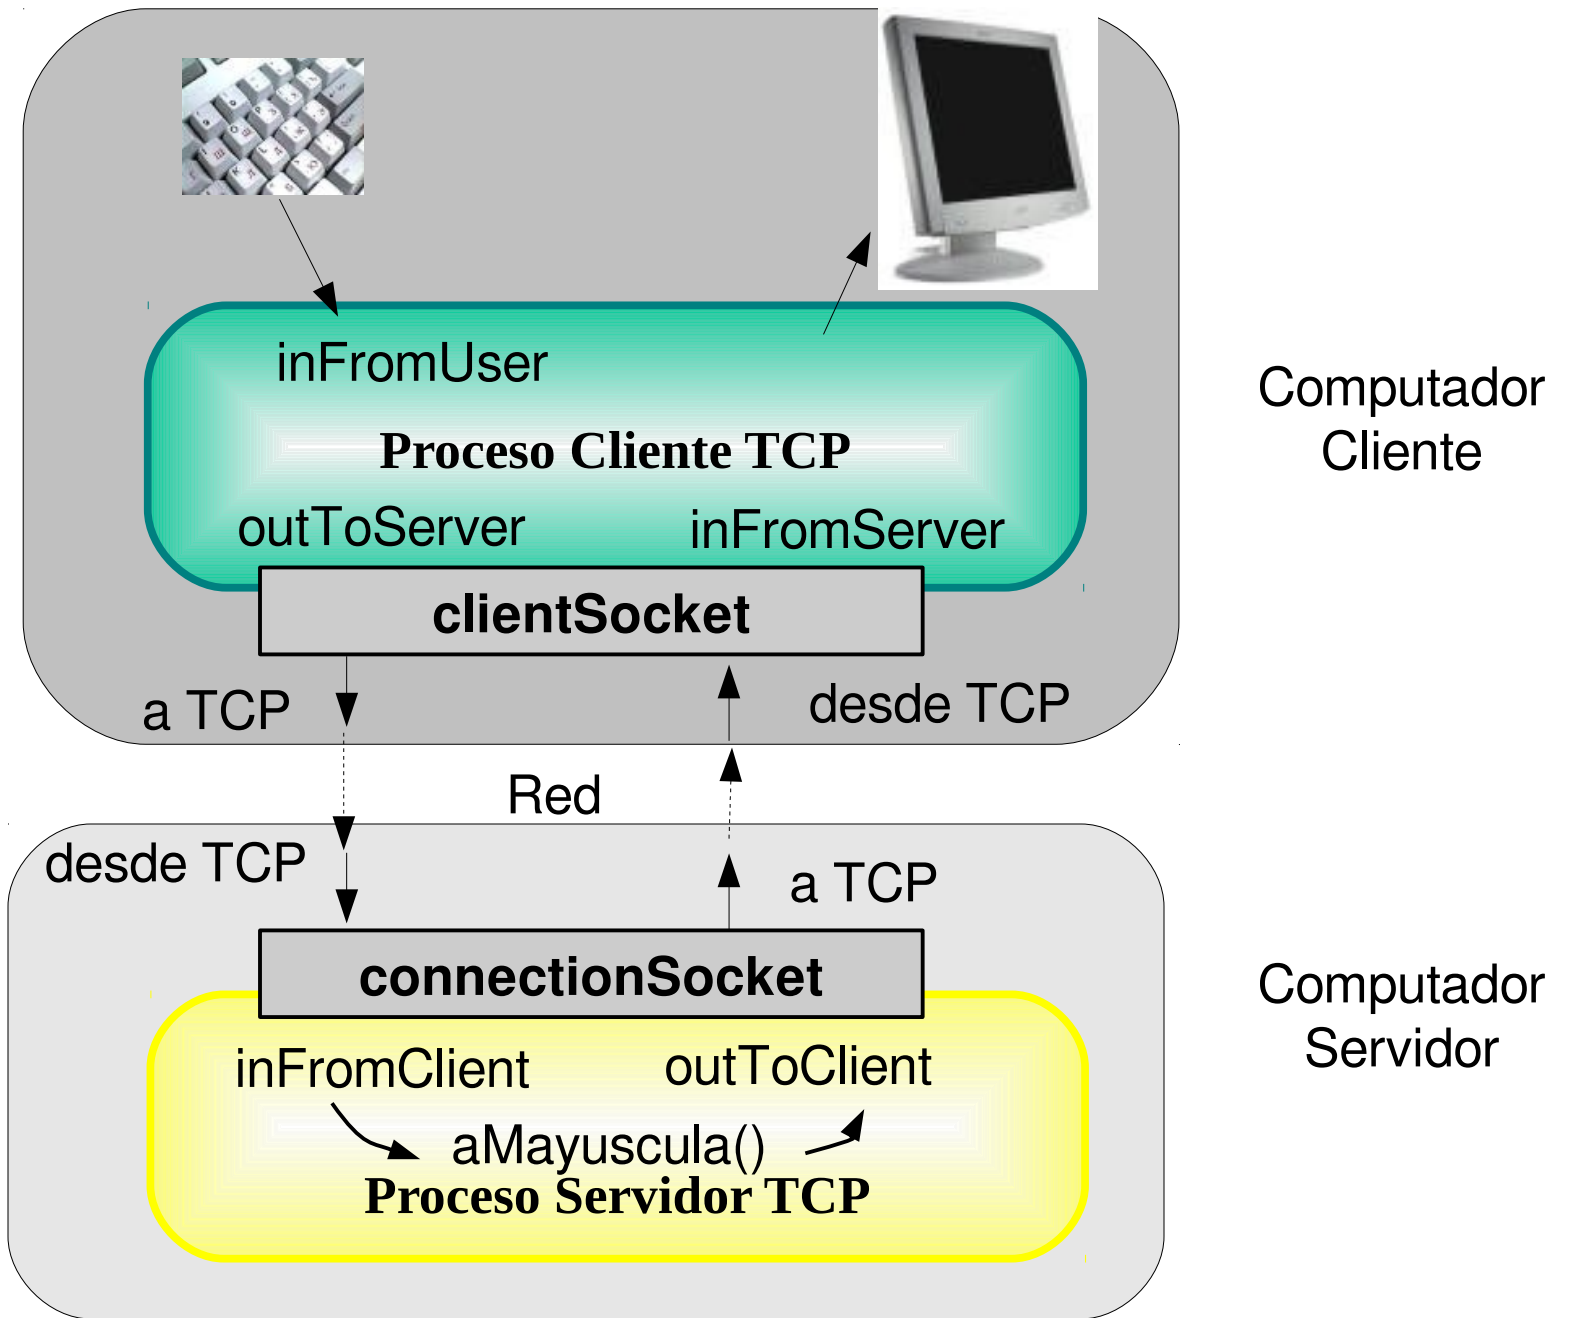 inFromUser
Proceso Cliente TCP
outToServer
inFromServer
clientSocket
a TCP
desde TCP
Computador
Cliente
Red
desde TCP
a TCP
connectionSocket
inFromClient
outToClient
aMayuscula()
Proceso Servidor TCP
Computador
Servidor